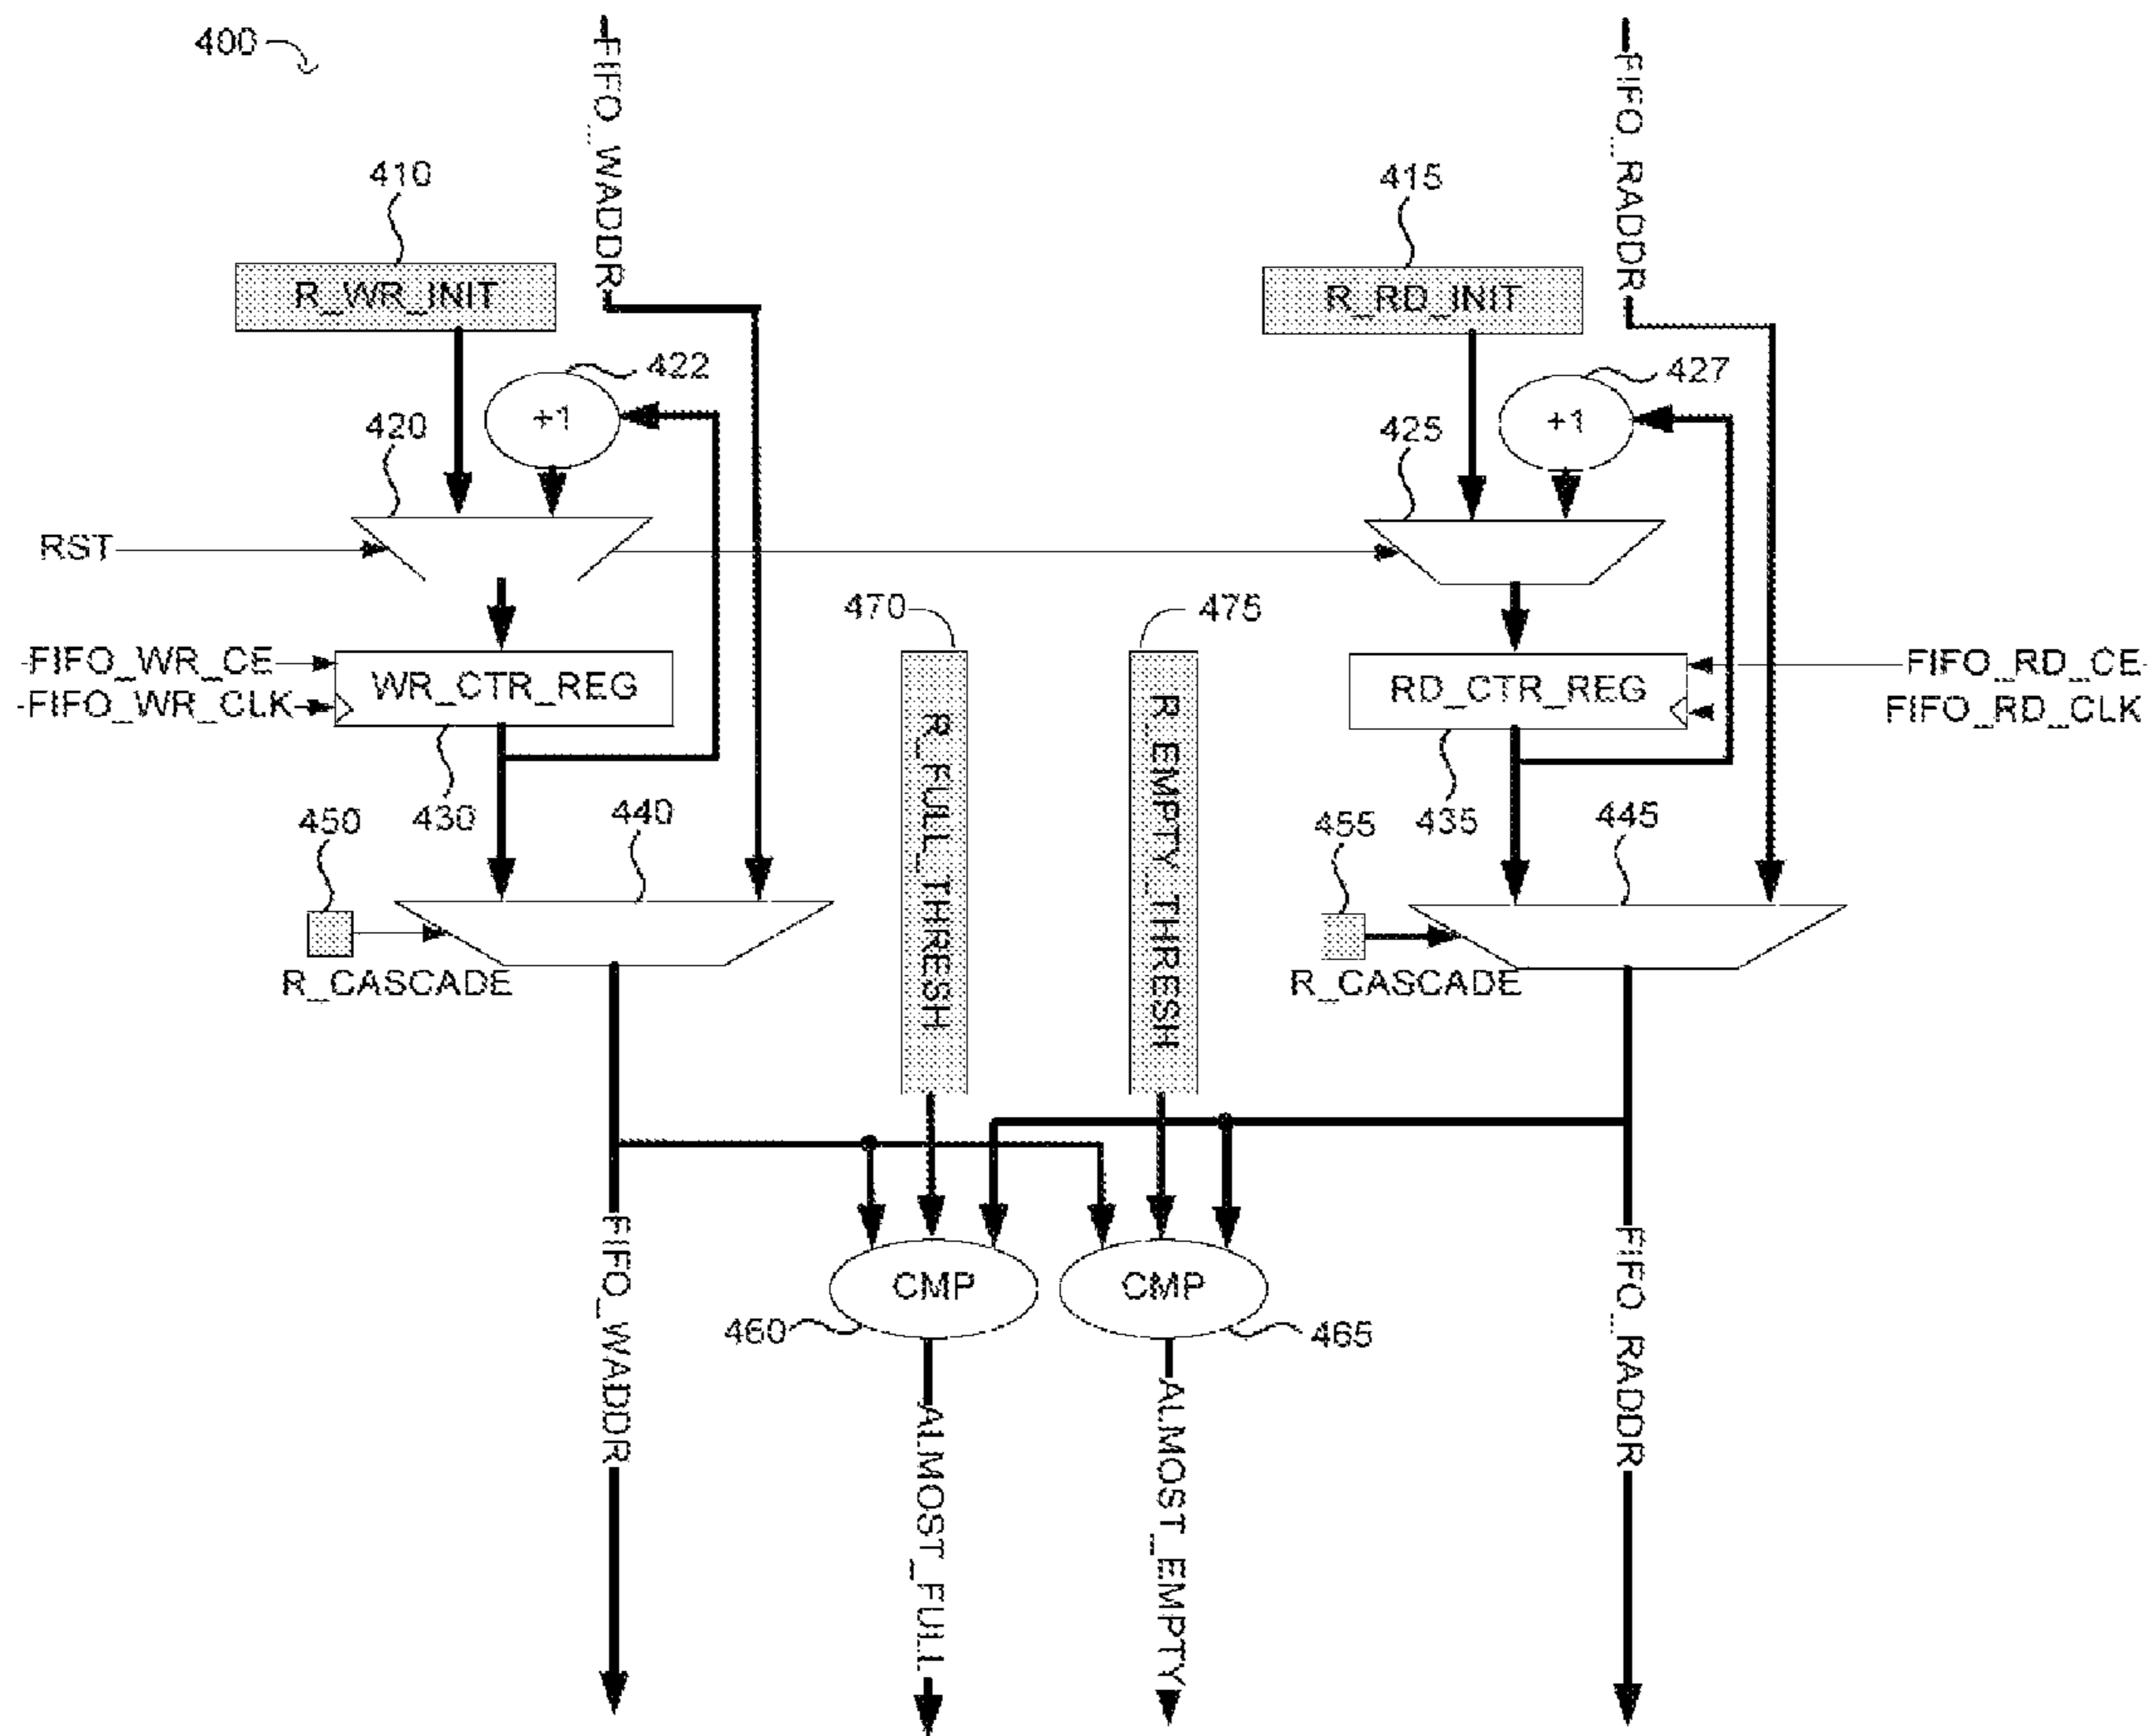 400
FIFO_WADDR
FIFO_RADDR
410
415
R_WR_INIT
R_RD_INIT
422
427
+1
+1
420
425
RST
470
475
FIFO_WR_CE
WR_CTR_REG
FIFO_WR_CLK
R_FULL_THRESH
R_EMPTY_THRESH
RD_CTR_REG
FIFO_RD_CE
FIFO_RD_CLK
450
430
440
455
435
445
R_CASCADE
R_CASCADE
CMP
CMP
460
465
FIFO_WADDR
ALMOST_FULL
ALMOST_EMPTY
FIFO_RADDR